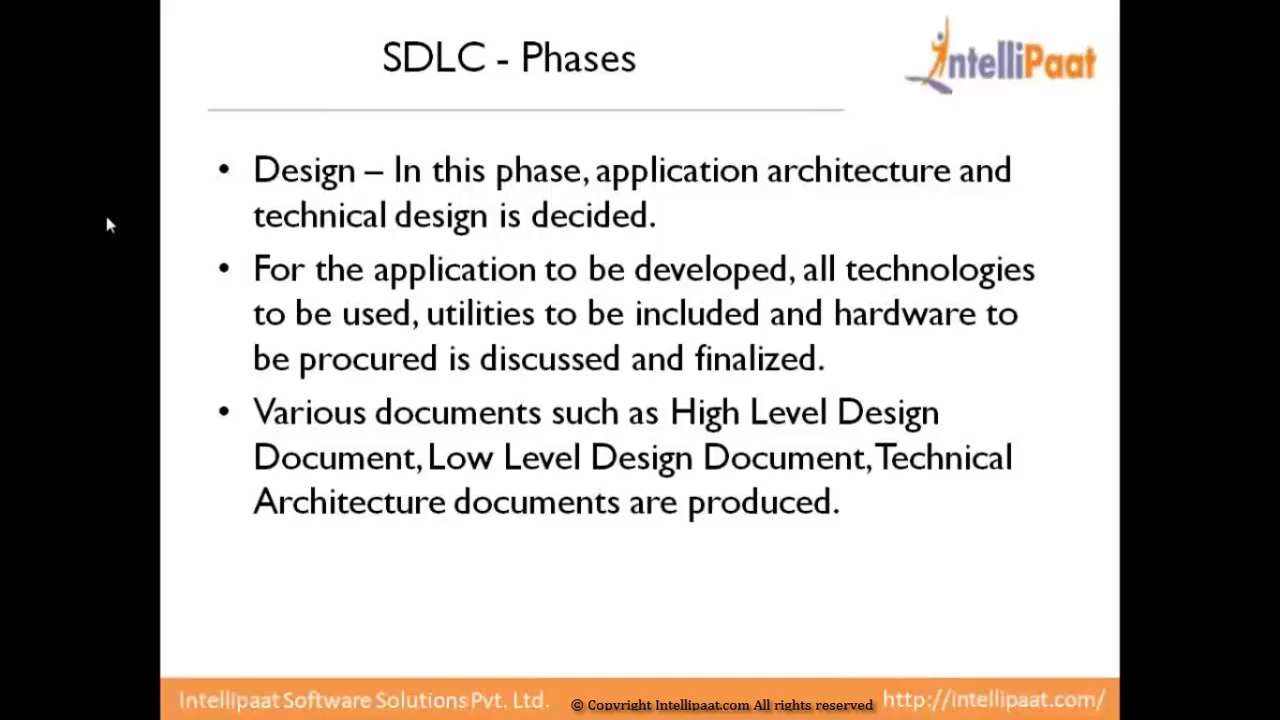 SDLC - Phases
IntelliPaat
• Design – In this phase, application architecture and
technical design is decided.
• For the application to be developed, all technologies
to be used, utilities to be included and hardware to
be procured is discussed and finalized.
• Various documents such as High Level Design
Document, Low Level Design Document, Technical
Architecture documents are produced.
Intellipaat Software Solutions Pvt. Ltd. © Copyright Intellipaat.com All rights reserved http://intellipaat.com/